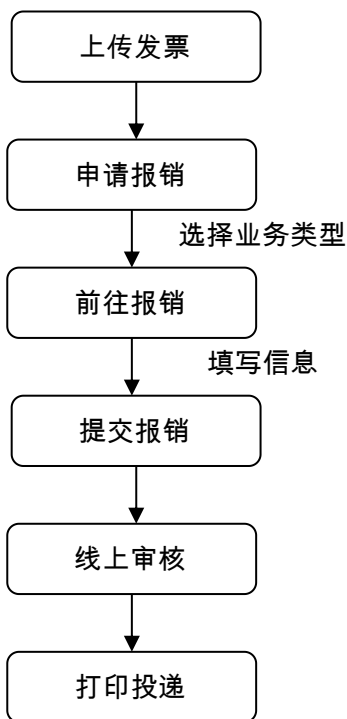 上传发票
申请报销
选择业务类型
前往报销
填写信息
提交报销
线上审核
打印投递